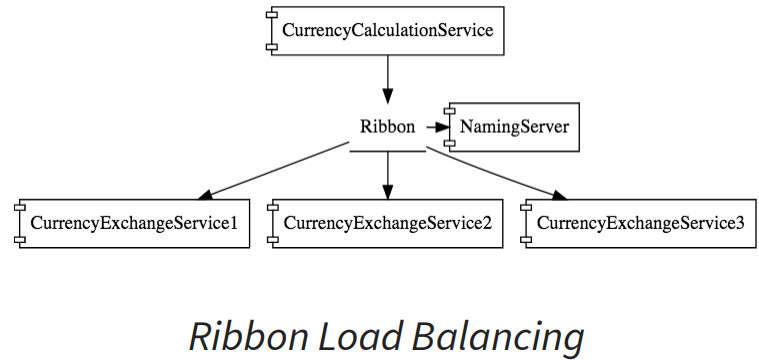 CurrencyCalculationService
Ribbon
NamingServer
CurrencyExchangeService1
CurrencyExchangeService2
CurrencyExchangeService3
Ribbon Load Balancing